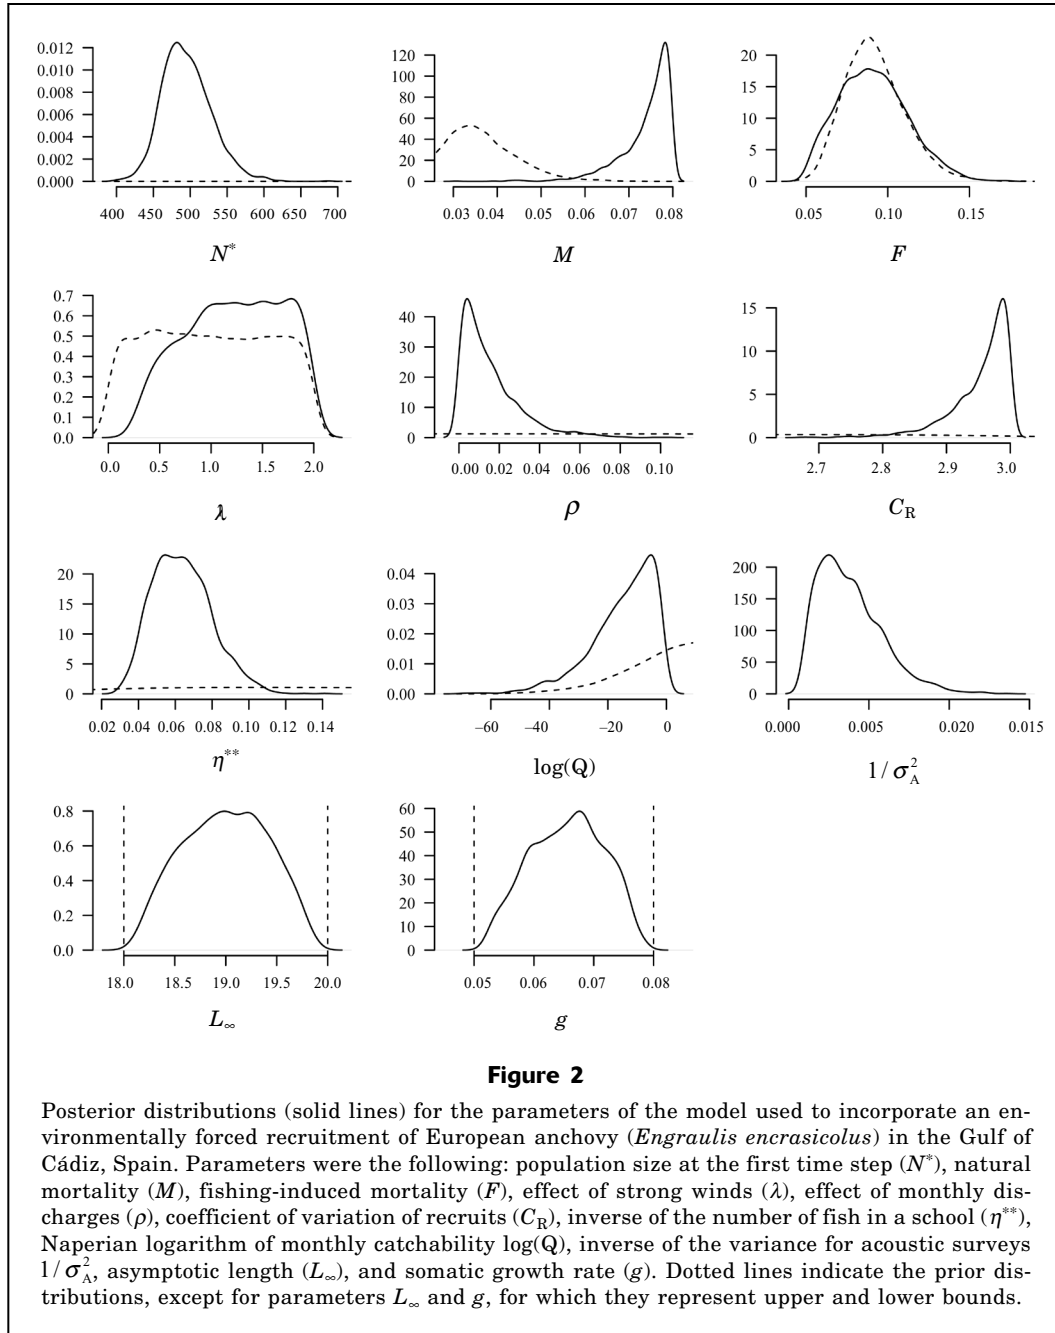 0.012
0.010
0.008
0.006
0.004
0.002
0.000
400 450 500 550 600 650 700
N*
120
100
80
60
40
20
0
0.03 0.04 0.05 0.06 0.07 0.08
M
20
15
10
5
0
0.05 0.10 0.15
F
0.7
0.6
0.5
0.4
0.3
0.2
0.1
0.0
0.0 0.5 1.0 1.5 2.0
λ
40
30
20
10
0
0.00 0.02 0.04 0.06 0.08 0.10
ρ
15
10
5
0
2.7 2.8 2.9 3.0
C_R
20
15
10
5
0
0.02 0.04 0.06 0.08 0.10 0.12 0.14
η**
0.04
0.03
0.02
0.01
0.00
–60 –40 –20 0
log(Q)
200
150
100
50
0
0.000 0.005 0.020 0.015
1/σ²_A
0.8
0.6
0.4
0.2
0.0
18.0 18.5 19.0 19.5 20.0
L∞
60
50
40
30
20
10
0
0.05 0.06 0.07 0.08
g
Figure 2
Posterior distributions (solid lines) for the parameters of the model used to incorporate an en-
vironmentally forced recruitment of European anchovy (Engraulis encrasicolus) in the Gulf of
Cádiz, Spain. Parameters were the following: population size at the first time step (N*), natural
mortality (M), fishing-induced mortality (F), effect of strong winds (λ), effect of monthly dis-
charges (ρ), coefficient of variation of recruits (C_R), inverse of the number of fish in a school (η**),
Naperian logarithm of monthly catchability log(Q), inverse of the variance for acoustic surveys
1/σ²_A, asymptotic length (L∞), and somatic growth rate (g). Dotted lines indicate the prior dis-
tributions, except for parameters L∞ and g, for which they represent upper and lower bounds.